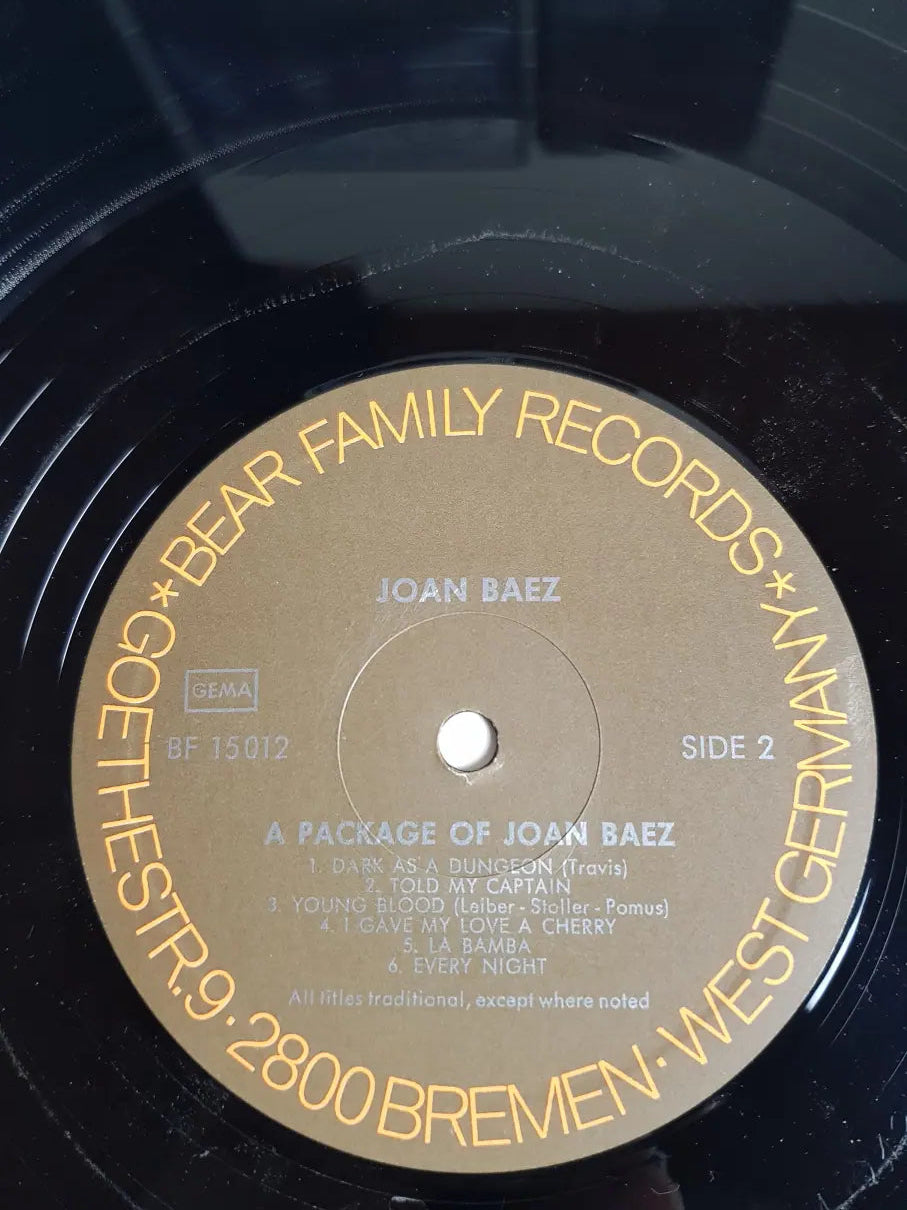 *BEAR FAMILY RECORDS*
JOAN BAEZ
GEMA
BF 15012
SIDE 2
A PACKAGE OF JOAN BAEZ
1. DARK AS A DUNGEON (Travis)
2. TOLD MY CAPTAIN
3. YOUNG BLOOD (Leiber - Stoller - Pomus)
4. I GAVE MY LOVE A CHERRY
5. LA BAMBA
6. EVERY NIGHT
All titles traditional, except where noted
GOETHESTR.9·2800 BREMEN·WEST GERMANY